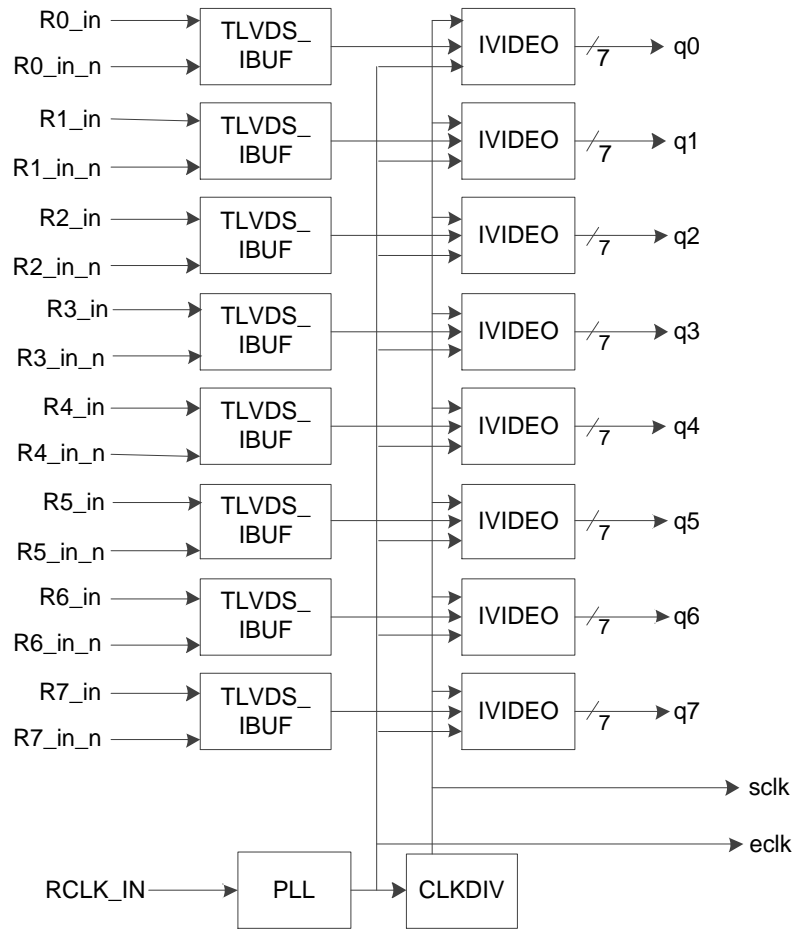 R0_in
TLVDS_
IBUF
IVIDEO
7
q0
R0_in_n
R1_in
TLVDS_
IBUF
IVIDEO
7
q1
R1_in_n
R2_in
TLVDS_
IBUF
IVIDEO
7
q2
R2_in_n
R3_in
TLVDS_
IBUF
IVIDEO
7
q3
R3_in_n
R4_in
TLVDS_
IBUF
IVIDEO
7
q4
R4_in_n
R5_in
TLVDS_
IBUF
IVIDEO
7
q5
R5_in_n
R6_in
TLVDS_
IBUF
IVIDEO
7
q6
R6_in_n
R7_in
TLVDS_
IBUF
IVIDEO
7
q7
R7_in_n
sclk
eclk
RCLK_IN
PLL
CLKDIV